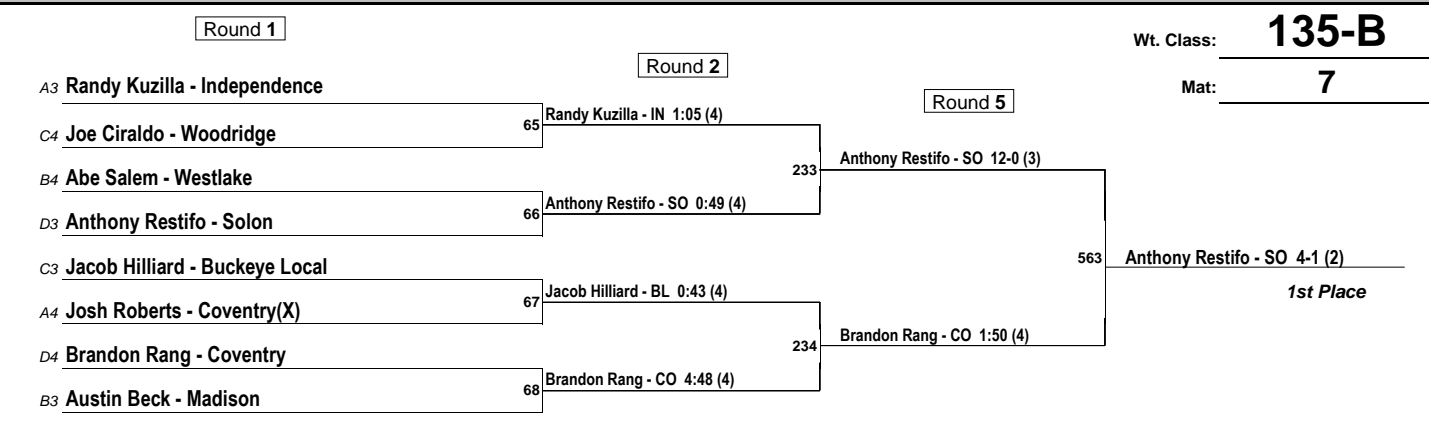 Round 1
Wt. Class: 135-B
Round 2
Mat: 7
A3 Randy Kuzilla - Independence
Round 5
65 Randy Kuzilla - IN 1:05 (4)
C4 Joe Ciraldo - Woodridge
Anthony Restifo - SO 12-0 (3)
233
B4 Abe Salem - Westlake
66 Anthony Restifo - SO 0:49 (4)
D3 Anthony Restifo - Solon
563 Anthony Restifo - SO 4-1 (2)
C3 Jacob Hilliard - Buckeye Local
1st Place
67 Jacob Hilliard - BL 0:43 (4)
A4 Josh Roberts - Coventry(X)
Brandon Rang - CO 1:50 (4)
234
D4 Brandon Rang - Coventry
68 Brandon Rang - CO 4:48 (4)
B3 Austin Beck - Madison